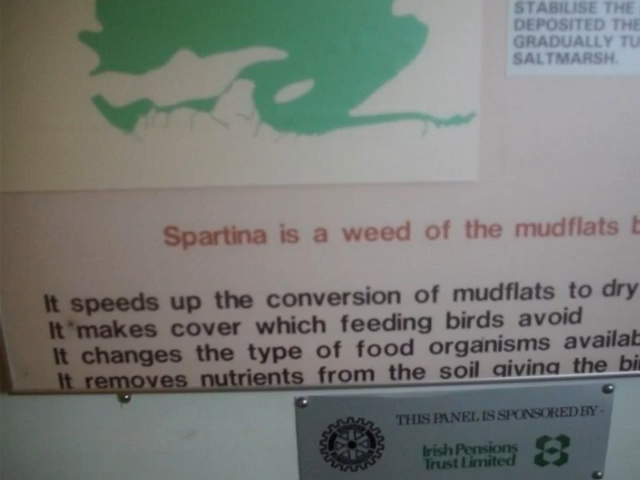 STABILISE THE
DEPOSITED THE
GRADUALLY TU
SALTMARSH.
Spartina is a weed of the mudflats b
It speeds up the conversion of mudflats to dry
It makes cover which feeding birds avoid
It changes the type of food organisms availab
It removes nutrients from the soil giving the bi
THIS PANEL IS SPONSORED BY -
Irish Pensions
Trust Limited